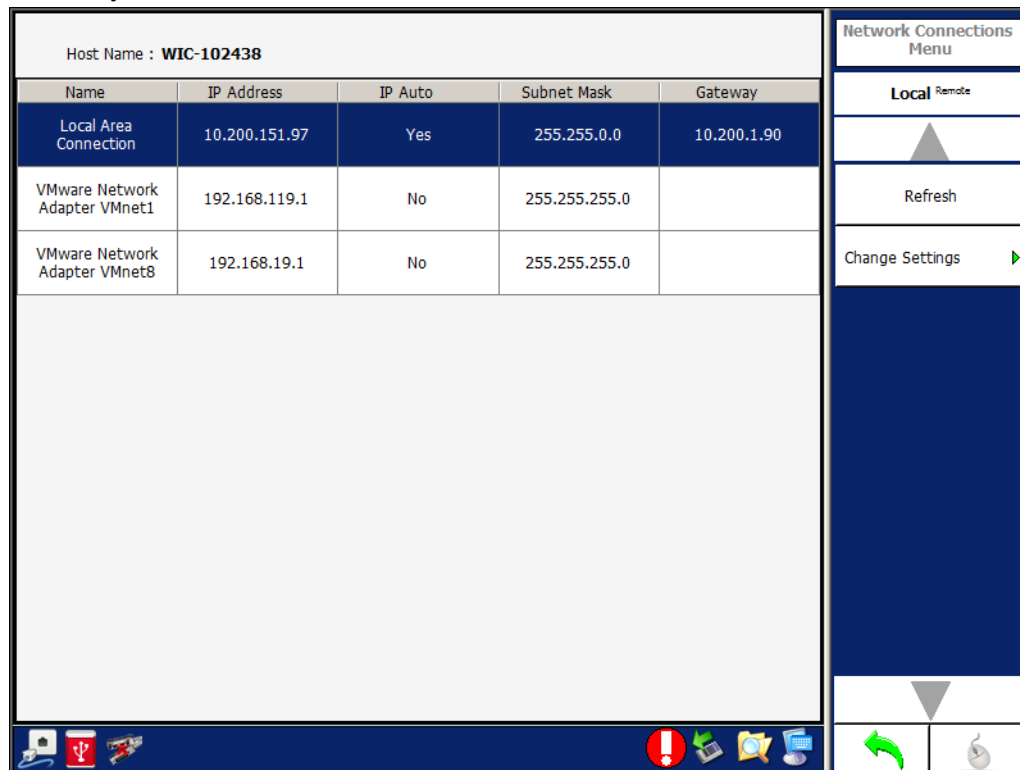 Host Name : WIC-102438
Name IP Address IP Auto Subnet Mask Gateway
Local Area
Connection
10.200.151.97 Yes 255.255.0.0 10.200.1.90
VMware Network
Adapter VMnet1
192.168.119.1 No 255.255.255.0
VMware Network
Adapter VMnet8
192.168.19.1 No 255.255.255.0
Network Connections
Menu
Local Remote
Refresh
Change Settings